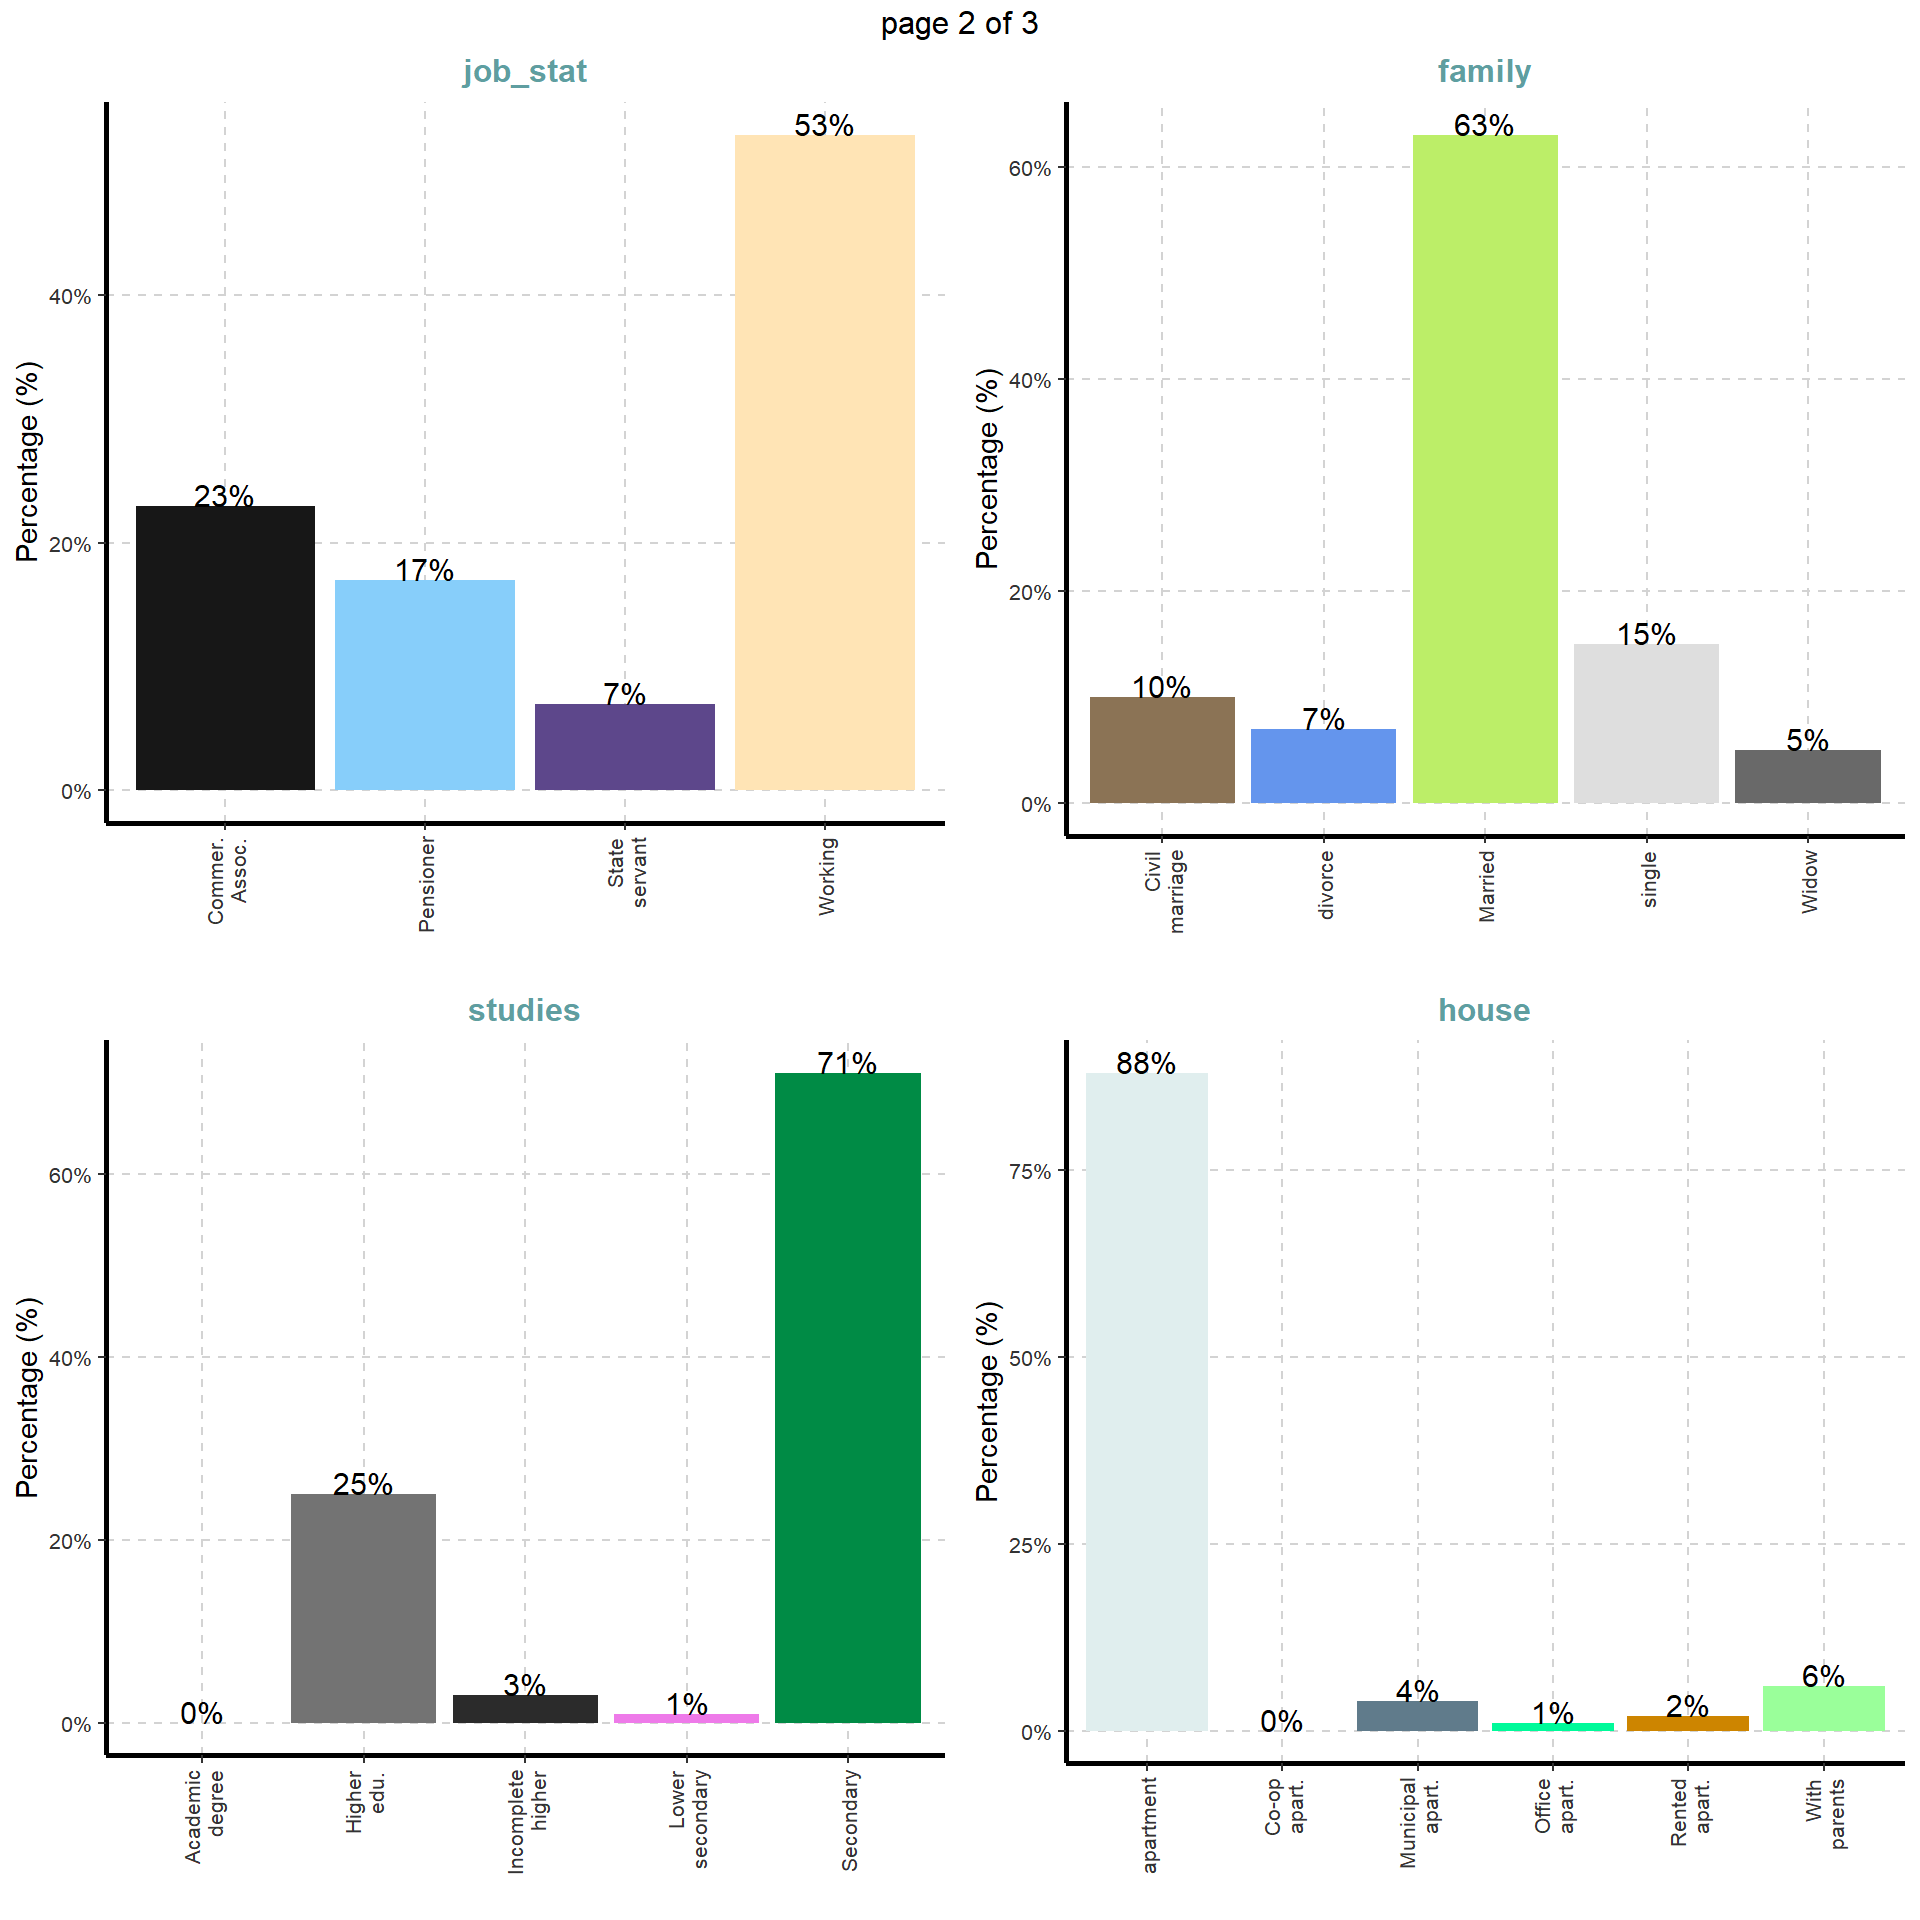 page 2 of 3
job_stat
Percentage (%)
40%
20%
0%
23%
17%
7%
53%
Commer.
Assoc.
Pensioner
State
servant
Working
family
Percentage (%)
60%
40%
20%
0%
10%
7%
63%
15%
5%
Civil
marriage
divorce
Married
single
Widow
studies
Percentage (%)
60%
40%
20%
0%
0%
25%
3%
1%
71%
Academic
degree
Higher
edu.
Incomplete
higher
Lower
secondary
Secondary
house
Percentage (%)
75%
50%
25%
0%
88%
0%
4%
1%
2%
6%
apartment
Co-op
apart.
Municipal
apart.
Office
apart.
Rented
apart.
With
parents